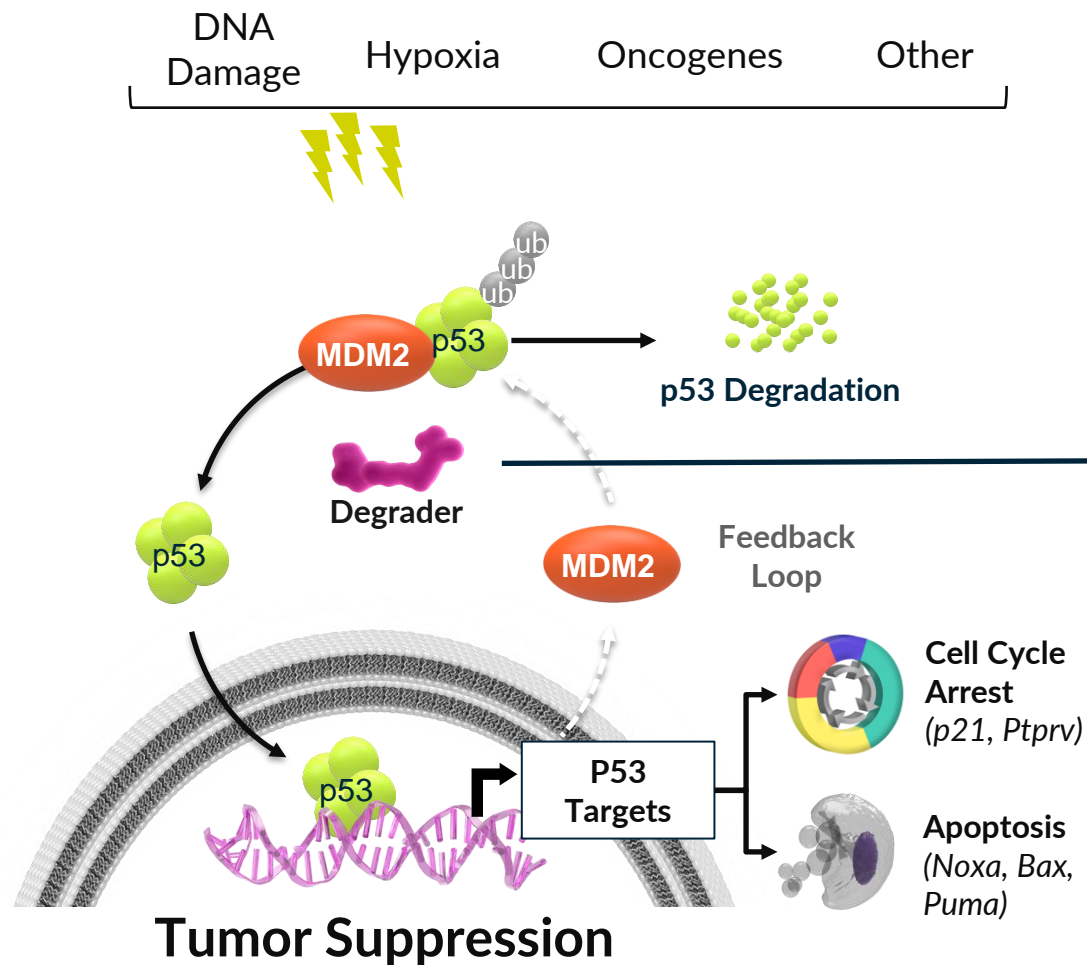 DNA
Damage
Hypoxia
Oncogenes
Other
ub
ub
ub
MDM2
p53
p53 Degradation
Degrader
p53
MDM2
Feedback
Loop
Cell Cycle
Arrest
(p21, Ptprv)
p53
P53
Targets
Apoptosis
(Noxa, Bax,
Puma)
Tumor Suppression